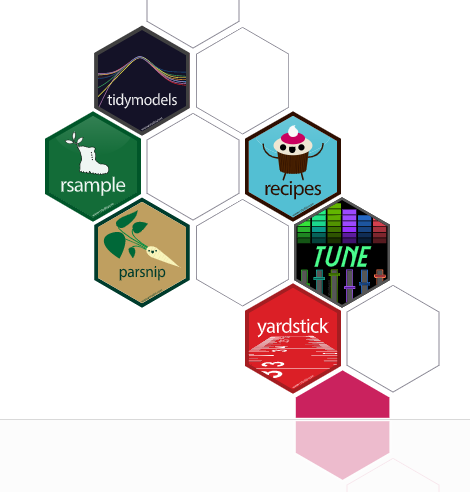 tidymodels
rsample
recipes
parsnip
TUNE
yardstick